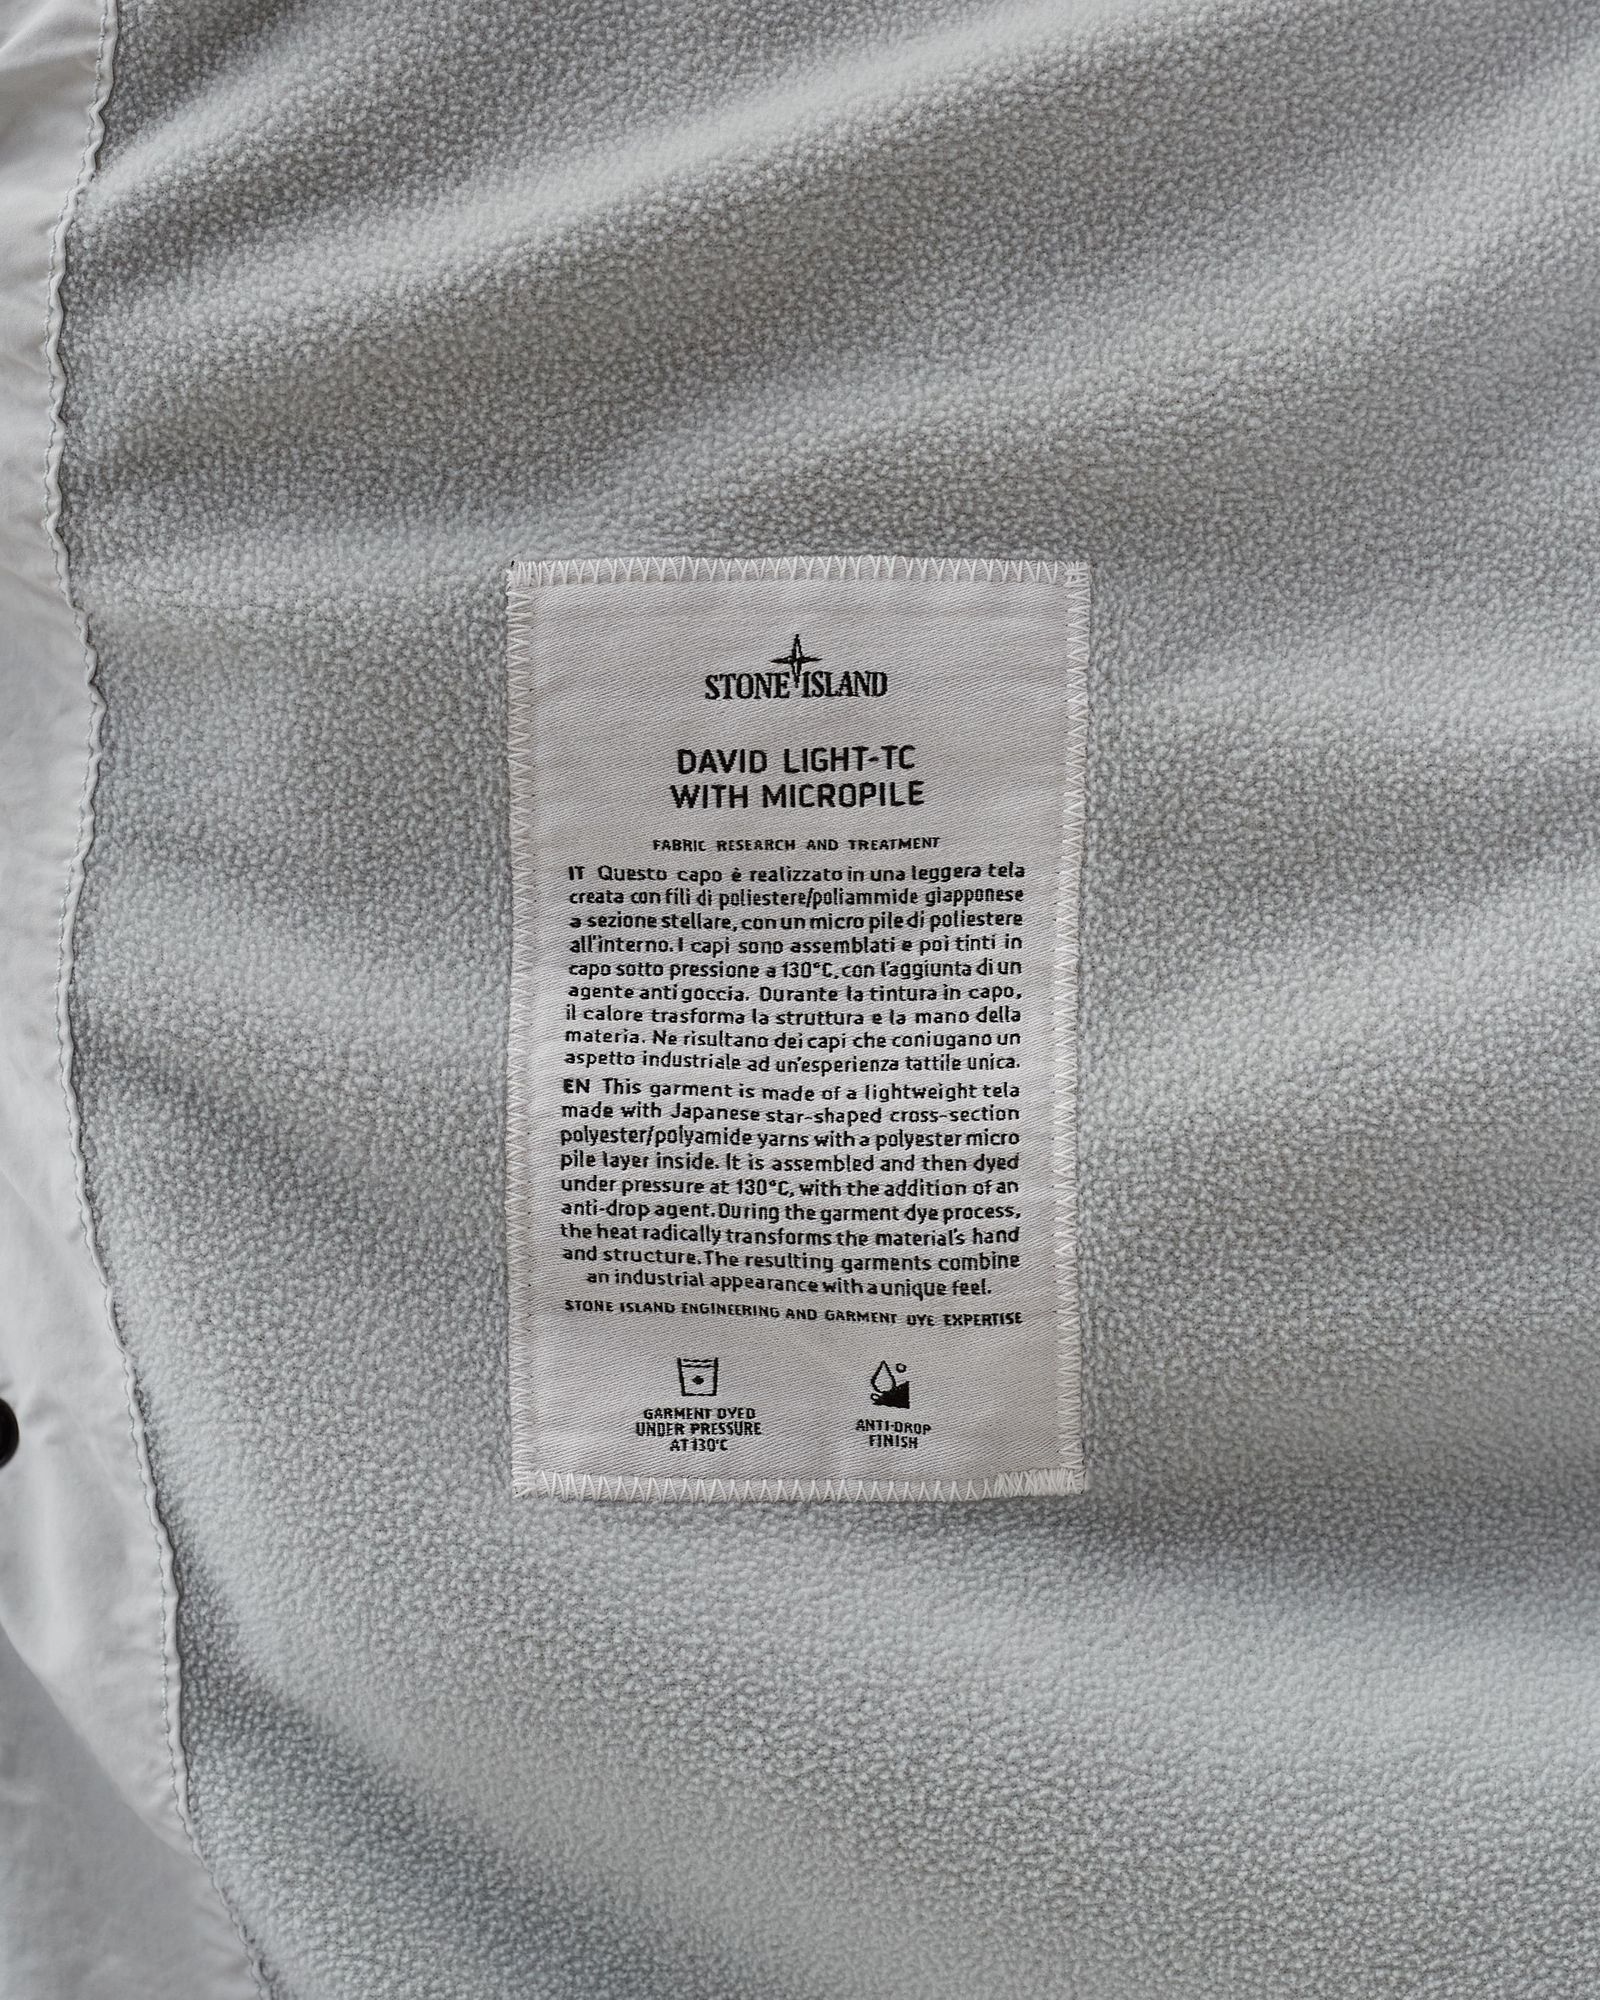 STONE ISLAND
DAVID LIGHT-TC
WITH MICROPILE
FABRIC RESEARCH AND TREATMENT
IT Questo capo è realizzato in una leggera tela
creata con fili di poliestere/poliammide giapponese
a sezione stellare, con un micro pile di poliestere
all'interno. I capi sono assemblati e poi tinti in
capo sotto pressione a 130°C, con l'aggiunta di un
agente anti goccia. Durante la tintura in capo,
il calore trasforma la struttura e la mano della
materia. Ne risultano dei capi che coniugano un
aspetto industriale ad un'esperienza tattile unica.
EN This garment is made of a lightweight tela
made with Japanese star-shaped cross-section
polyester/polyamide yarns with a polyester micro
pile layer inside. It is assembled and then dyed
under pressure at 130°C, with the addition of an
anti-drop agent. During the garment dye process,
the heat radically transforms the material's hand
and structure. The resulting garments combine
an industrial appearance with a unique feel.
STONE ISLAND ENGINEERING AND GARMENT DYE EXPERTISE
GARMENT DYED
UNDER PRESSURE
AT 130°C
ANTI-DROP
FINISH